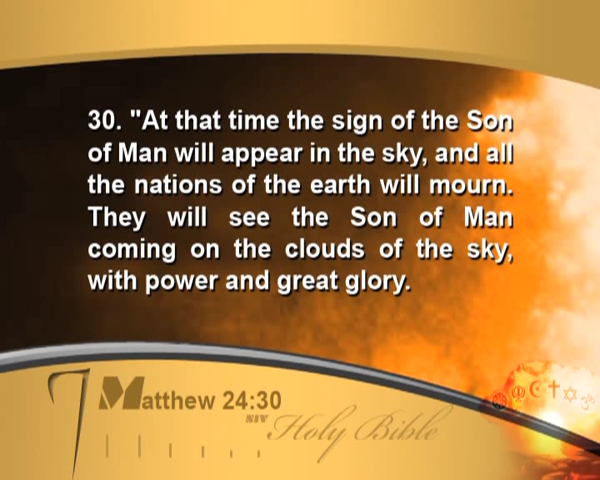 30. "At that time the sign of the Son
of Man will appear in the sky, and all
the nations of the earth will mourn.
They will see the Son of Man
coming on the clouds of the sky,
with power and great glory.
Matthew 24:30
NIV
Holy Bible